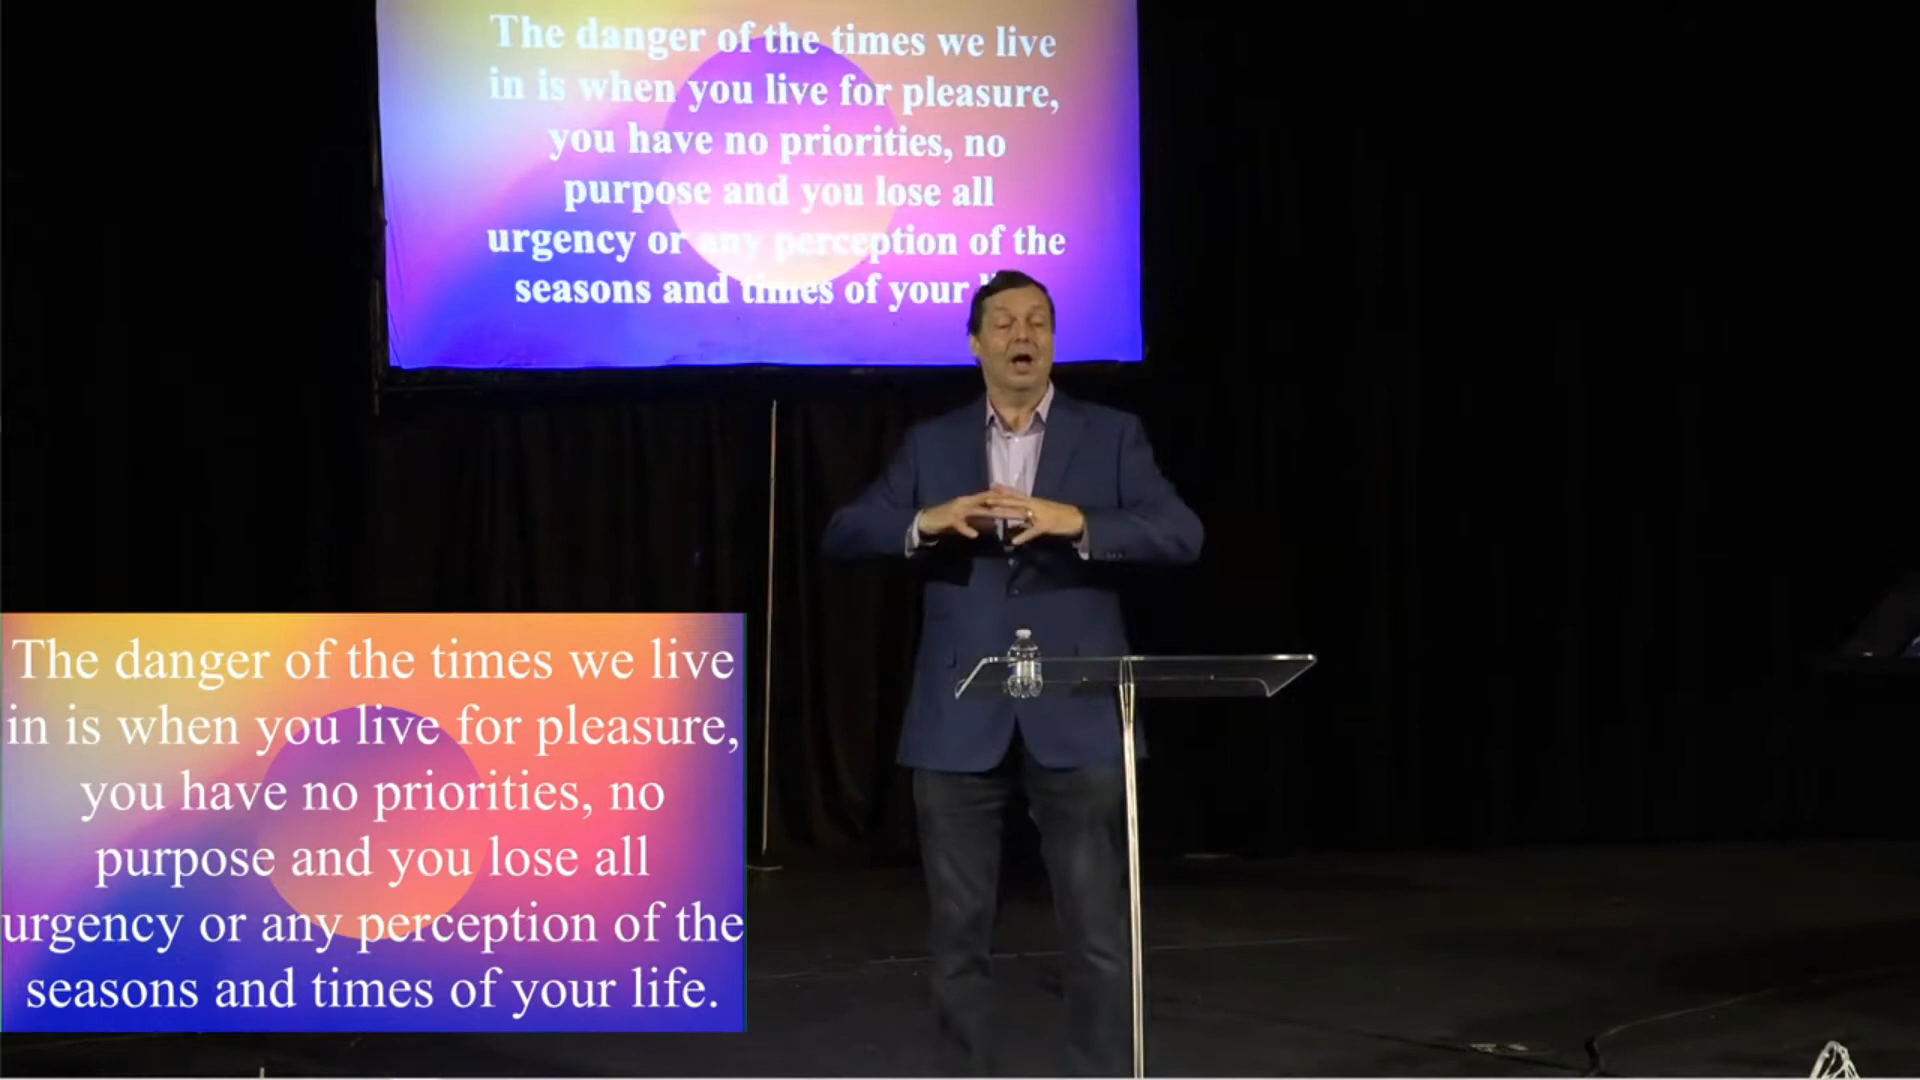 The danger of the times we live
in is when you live for pleasure,
you have no priorities, no
purpose and you lose all
urgency or any perception of the
seasons and times of your
The danger of the times we live
in is when you live for pleasure,
you have no priorities, no
purpose and you lose all
urgency or any perception of the
seasons and times of your life.